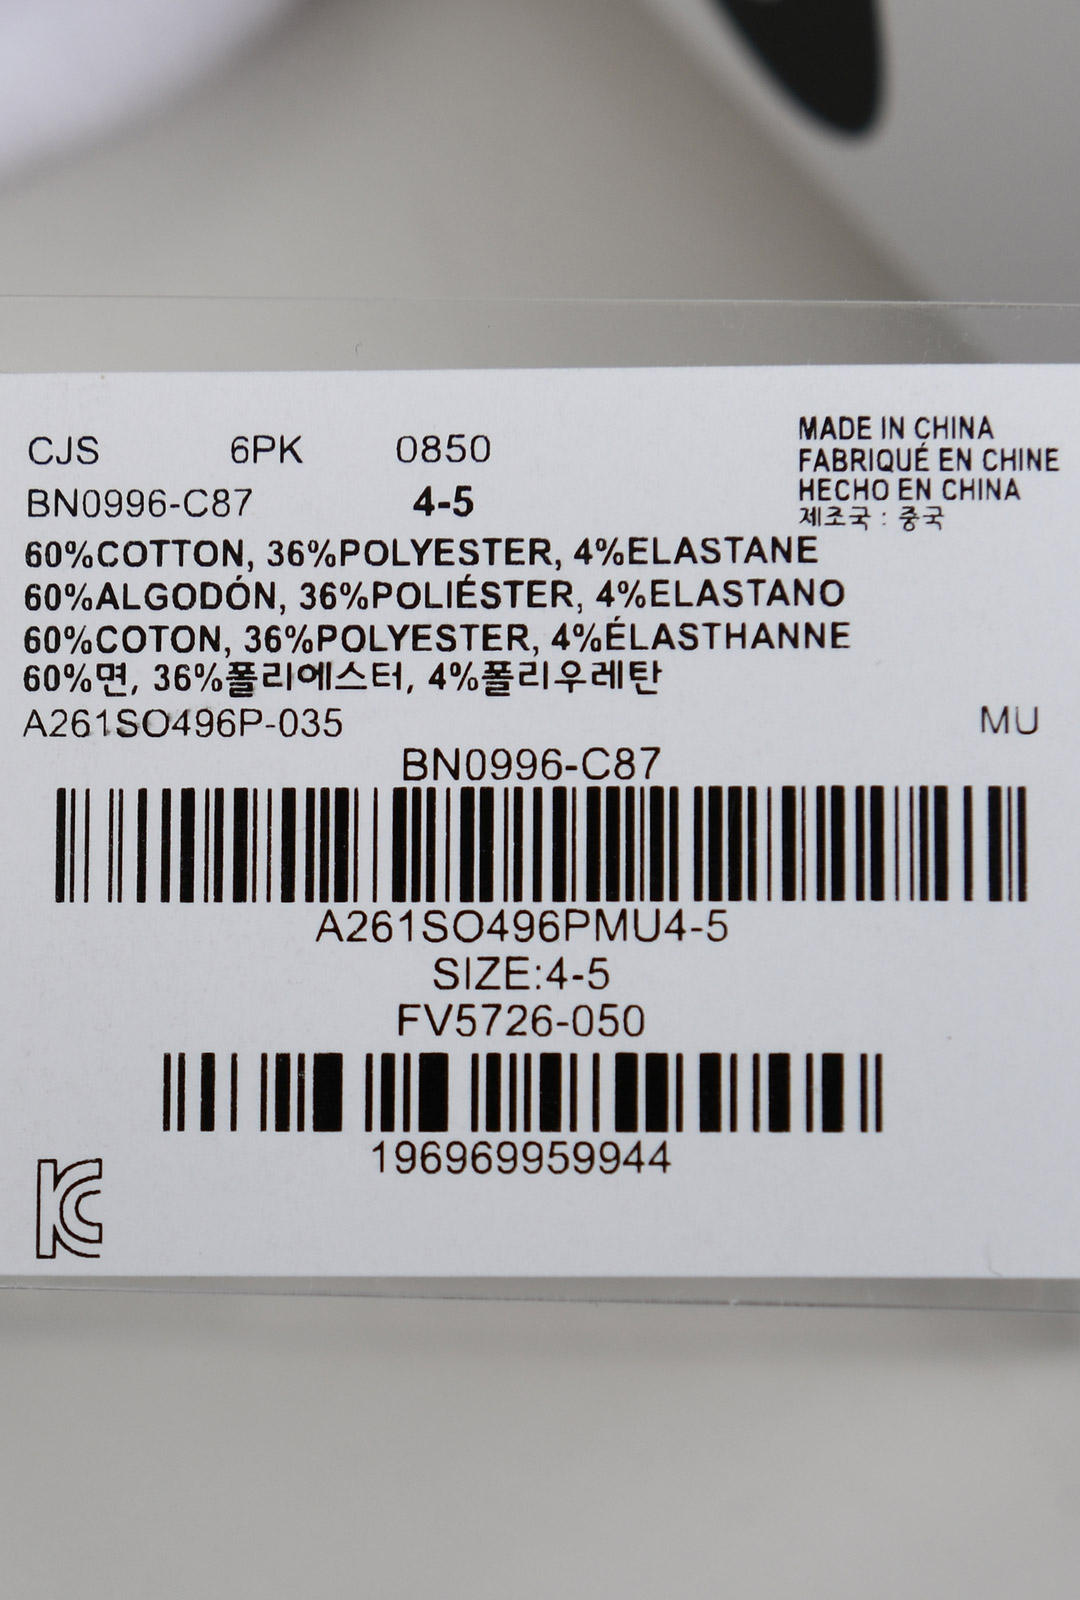 CJS 6PK 0850
BN0996-C87 4-5
MADE IN CHINA
FABRIQUÉ EN CHINE
HECHO EN CHINA
제조국 : 중국
60%COTTON, 36%POLYESTER, 4%ELASTANE
60%ALGODÓN, 36%POLIÉSTER, 4%ELASTANO
60%COTON, 36%POLYESTER, 4%ÉLASTHANNE
60%면, 36%폴리에스터, 4%폴리우레탄
A261SO496P-035 MU
BN0996-C87
A261SO496PMU4-5
SIZE:4-5
FV5726-050
196969959944
KC